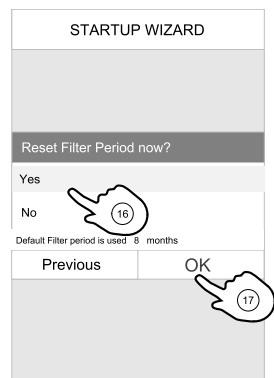 STARTUP WIZARD
Reset Filter Period now?
Yes
No
16
Default Filter period is used 8 months
Previous
OK
17